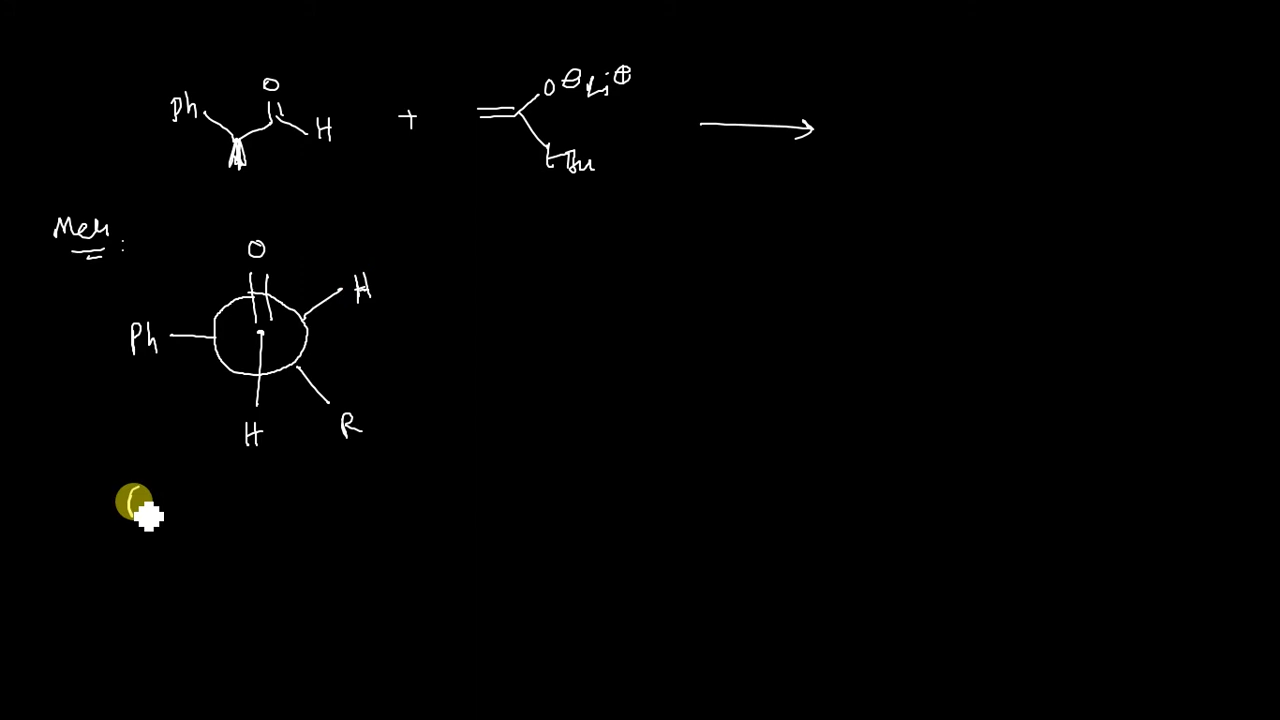 O
Ph H + O⊖Li⊕
tBu
Mech:
O
H
Ph
H R
(